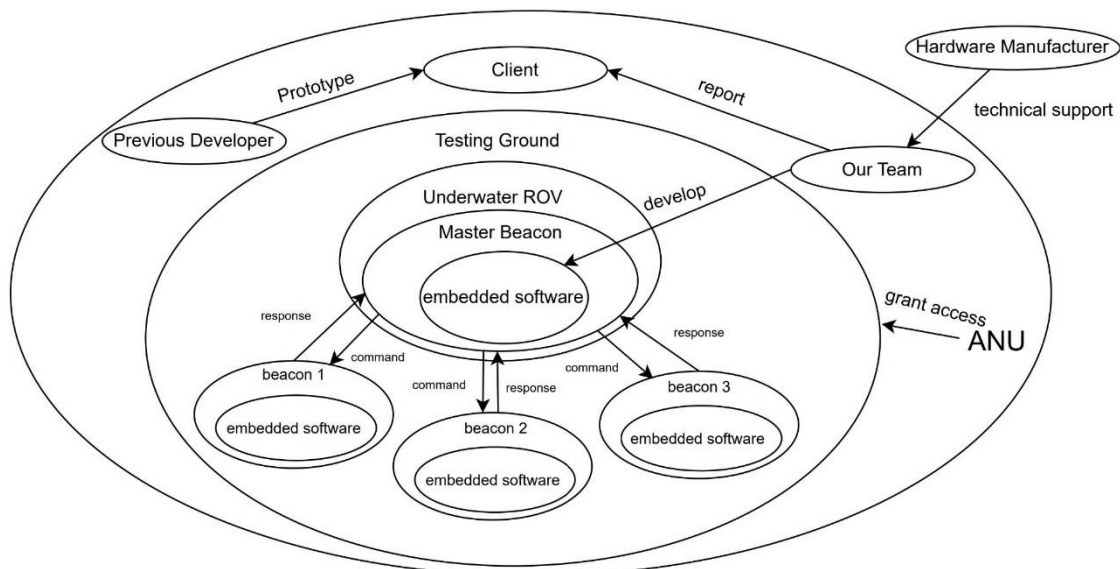 Hardware Manufacturer
Client
Prototype
report
technical support
Previous Developer
Testing Ground
Our Team
Underwater ROV
develop
Master Beacon
embedded software
grant access
ANU
response
command
command
response
command
response
beacon 1
embedded software
beacon 2
embedded software
beacon 3
embedded software